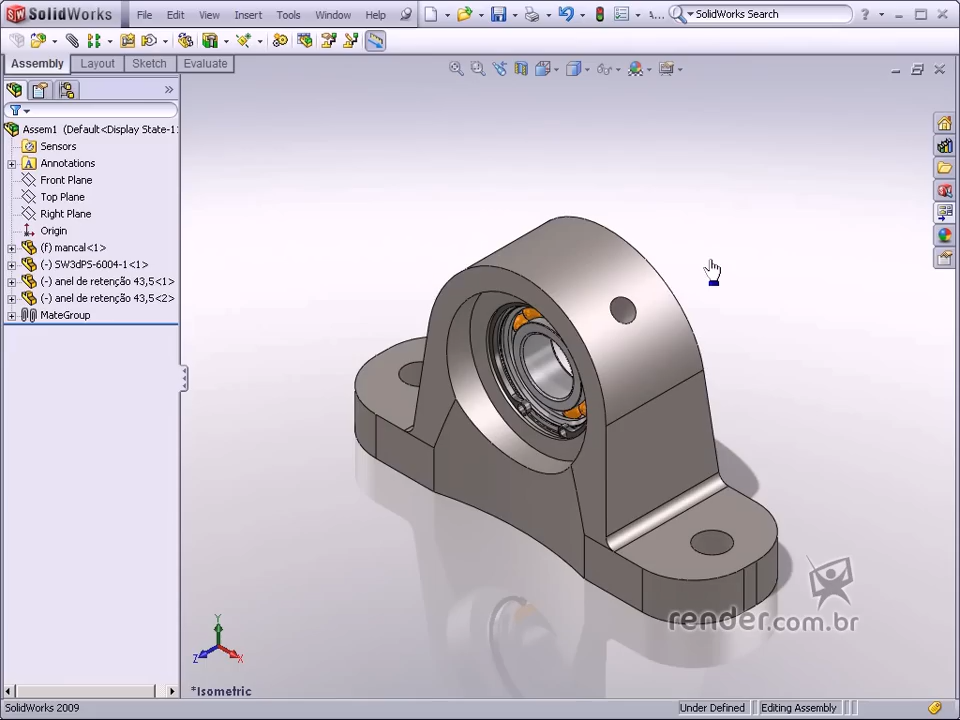 SolidWorks File Edit View Insert Tools Window Help A... SolidWorks Search
Assembly Layout Sketch Evaluate
Assem1 (Default<Display State-1
Sensors
Annotations
Front Plane
Top Plane
Right Plane
Origin
(f) mancal<1>
(-) SW3dPS-6004-1<1>
(-) anel de retenção 43,5<1>
(-) anel de retenção 43,5<2>
MateGroup
render.com.br
Y
Z X
*Isometric
SolidWorks 2009 Under Defined Editing Assembly